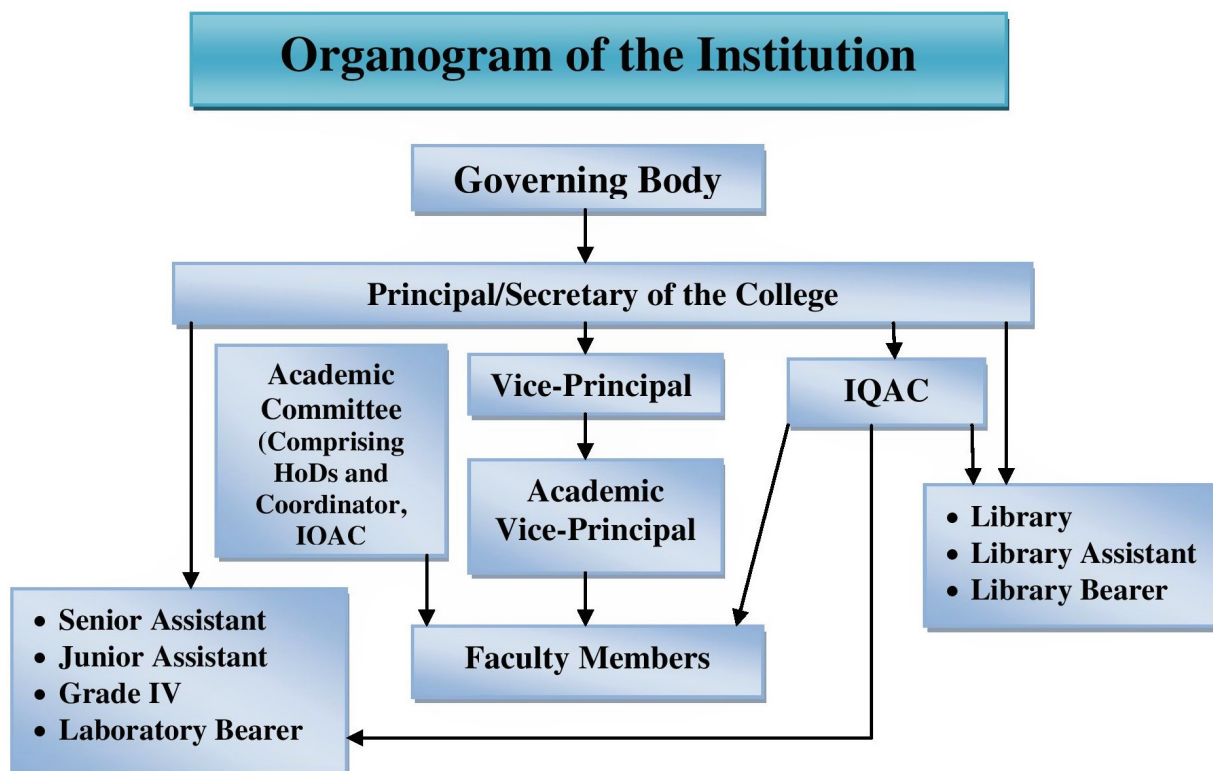 Organogram of the Institution
Governing Body
Principal/Secretary of the College
Academic
Committee
(Comprising
HoDs and
Coordinator,
IOAC
Vice-Principal
IQAC
Academic
Vice-Principal
• Library
• Library Assistant
• Library Bearer
• Senior Assistant
• Junior Assistant
• Grade IV
• Laboratory Bearer
Faculty Members